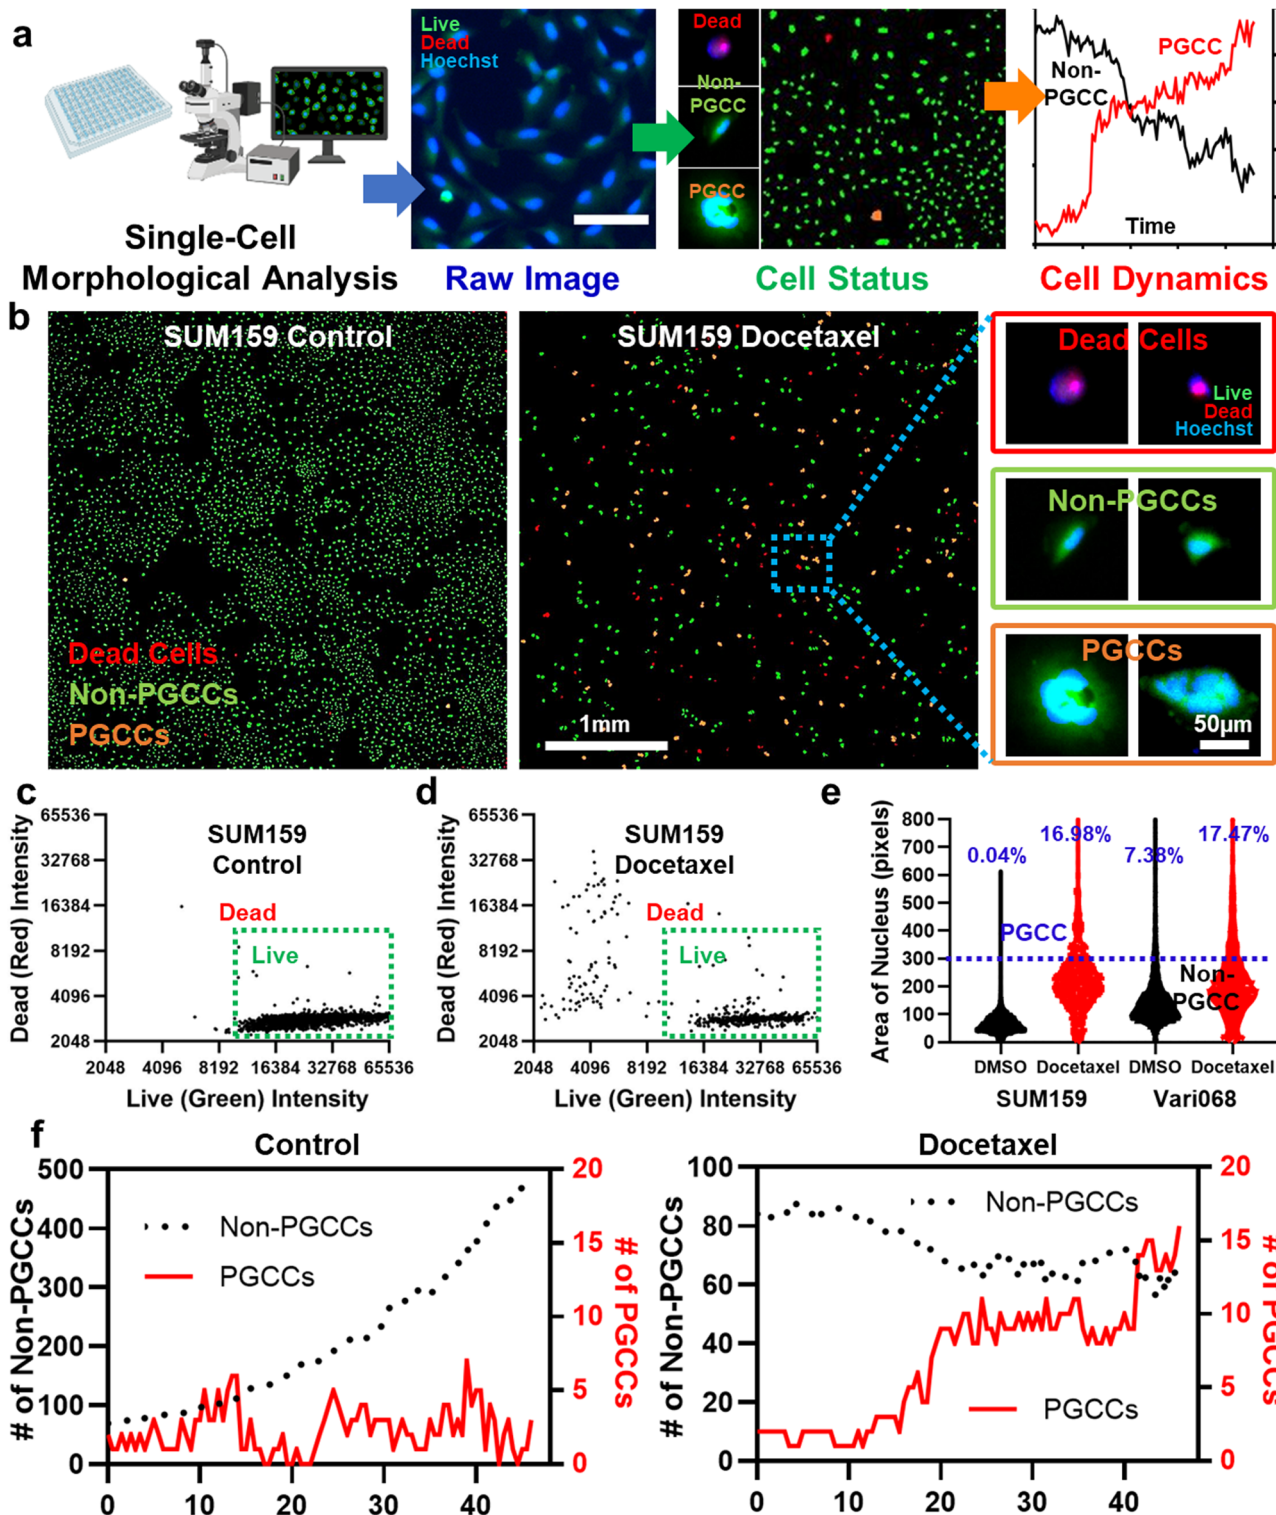 a
Live
Dead
Hoechst
Dead
Non-
PGCC
PGCC
Non-
PGCC
PGCC
Time
Single-Cell
Morphological Analysis
Raw Image
Cell Status
Cell Dynamics
b
SUM159 Control
Dead Cells
Non-PGCCs
PGCCs
SUM159 Docetaxel
1mm
Dead Cells
Live
Dead
Hoechst
Non-PGCCs
PGCCs
50µm
c
65536
32768
16384
8192
4096
2048
Dead (Red) Intensity
SUM159
Control
Dead
Live
2048 4096 8192 16384 32768 65536
Live (Green) Intensity
d
65536
32768
16384
8192
4096
2048
Dead (Red) Intensity
SUM159
Docetaxel
Dead
Live
2048 4096 8192 16384 32768 65536
Live (Green) Intensity
e
Area of Nucleus (pixels)
800
700
600
500
400
300
200
100
0
0.04%
16.98%
7.38%
17.47%
PGCC
Non-
PGCC
DMSO Docetaxel DMSO Docetaxel
SUM159 Vari068
f
Control
# of Non-PGCCs
500
400
300
200
100
0
Non-PGCCs
PGCCs
20
15
10
5
0
# of PGCCs
0 10 20 30 40
Docetaxel
# of Non-PGCCs
100
80
60
40
20
0
Non-PGCCs
PGCCs
20
15
10
5
0
# of PGCCs
0 10 20 30 40